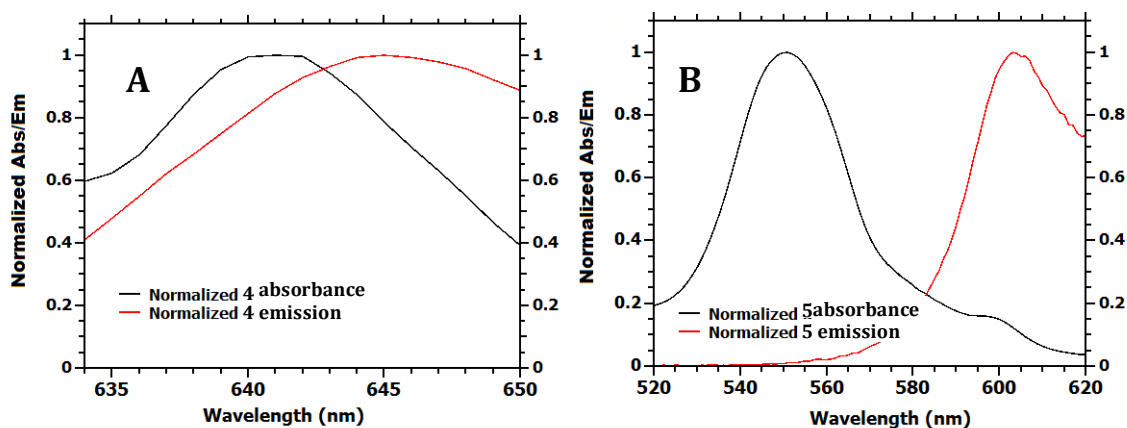 A
Normalized Abs/Em
1
0.8
0.6
0.4
0.2
0
1
0.8
0.6
0.4
0.2
0
Normalized 4 absorbance
Normalized 4 emission
635 640 645 650
Wavelength (nm)
B
Normalized Abs/Em
1
0.8
0.6
0.4
0.2
0
1
0.8
0.6
0.4
0.2
0
Normalized 5absorbance
Normalized 5 emission
520 540 560 580 600 620
Wavelength (nm)